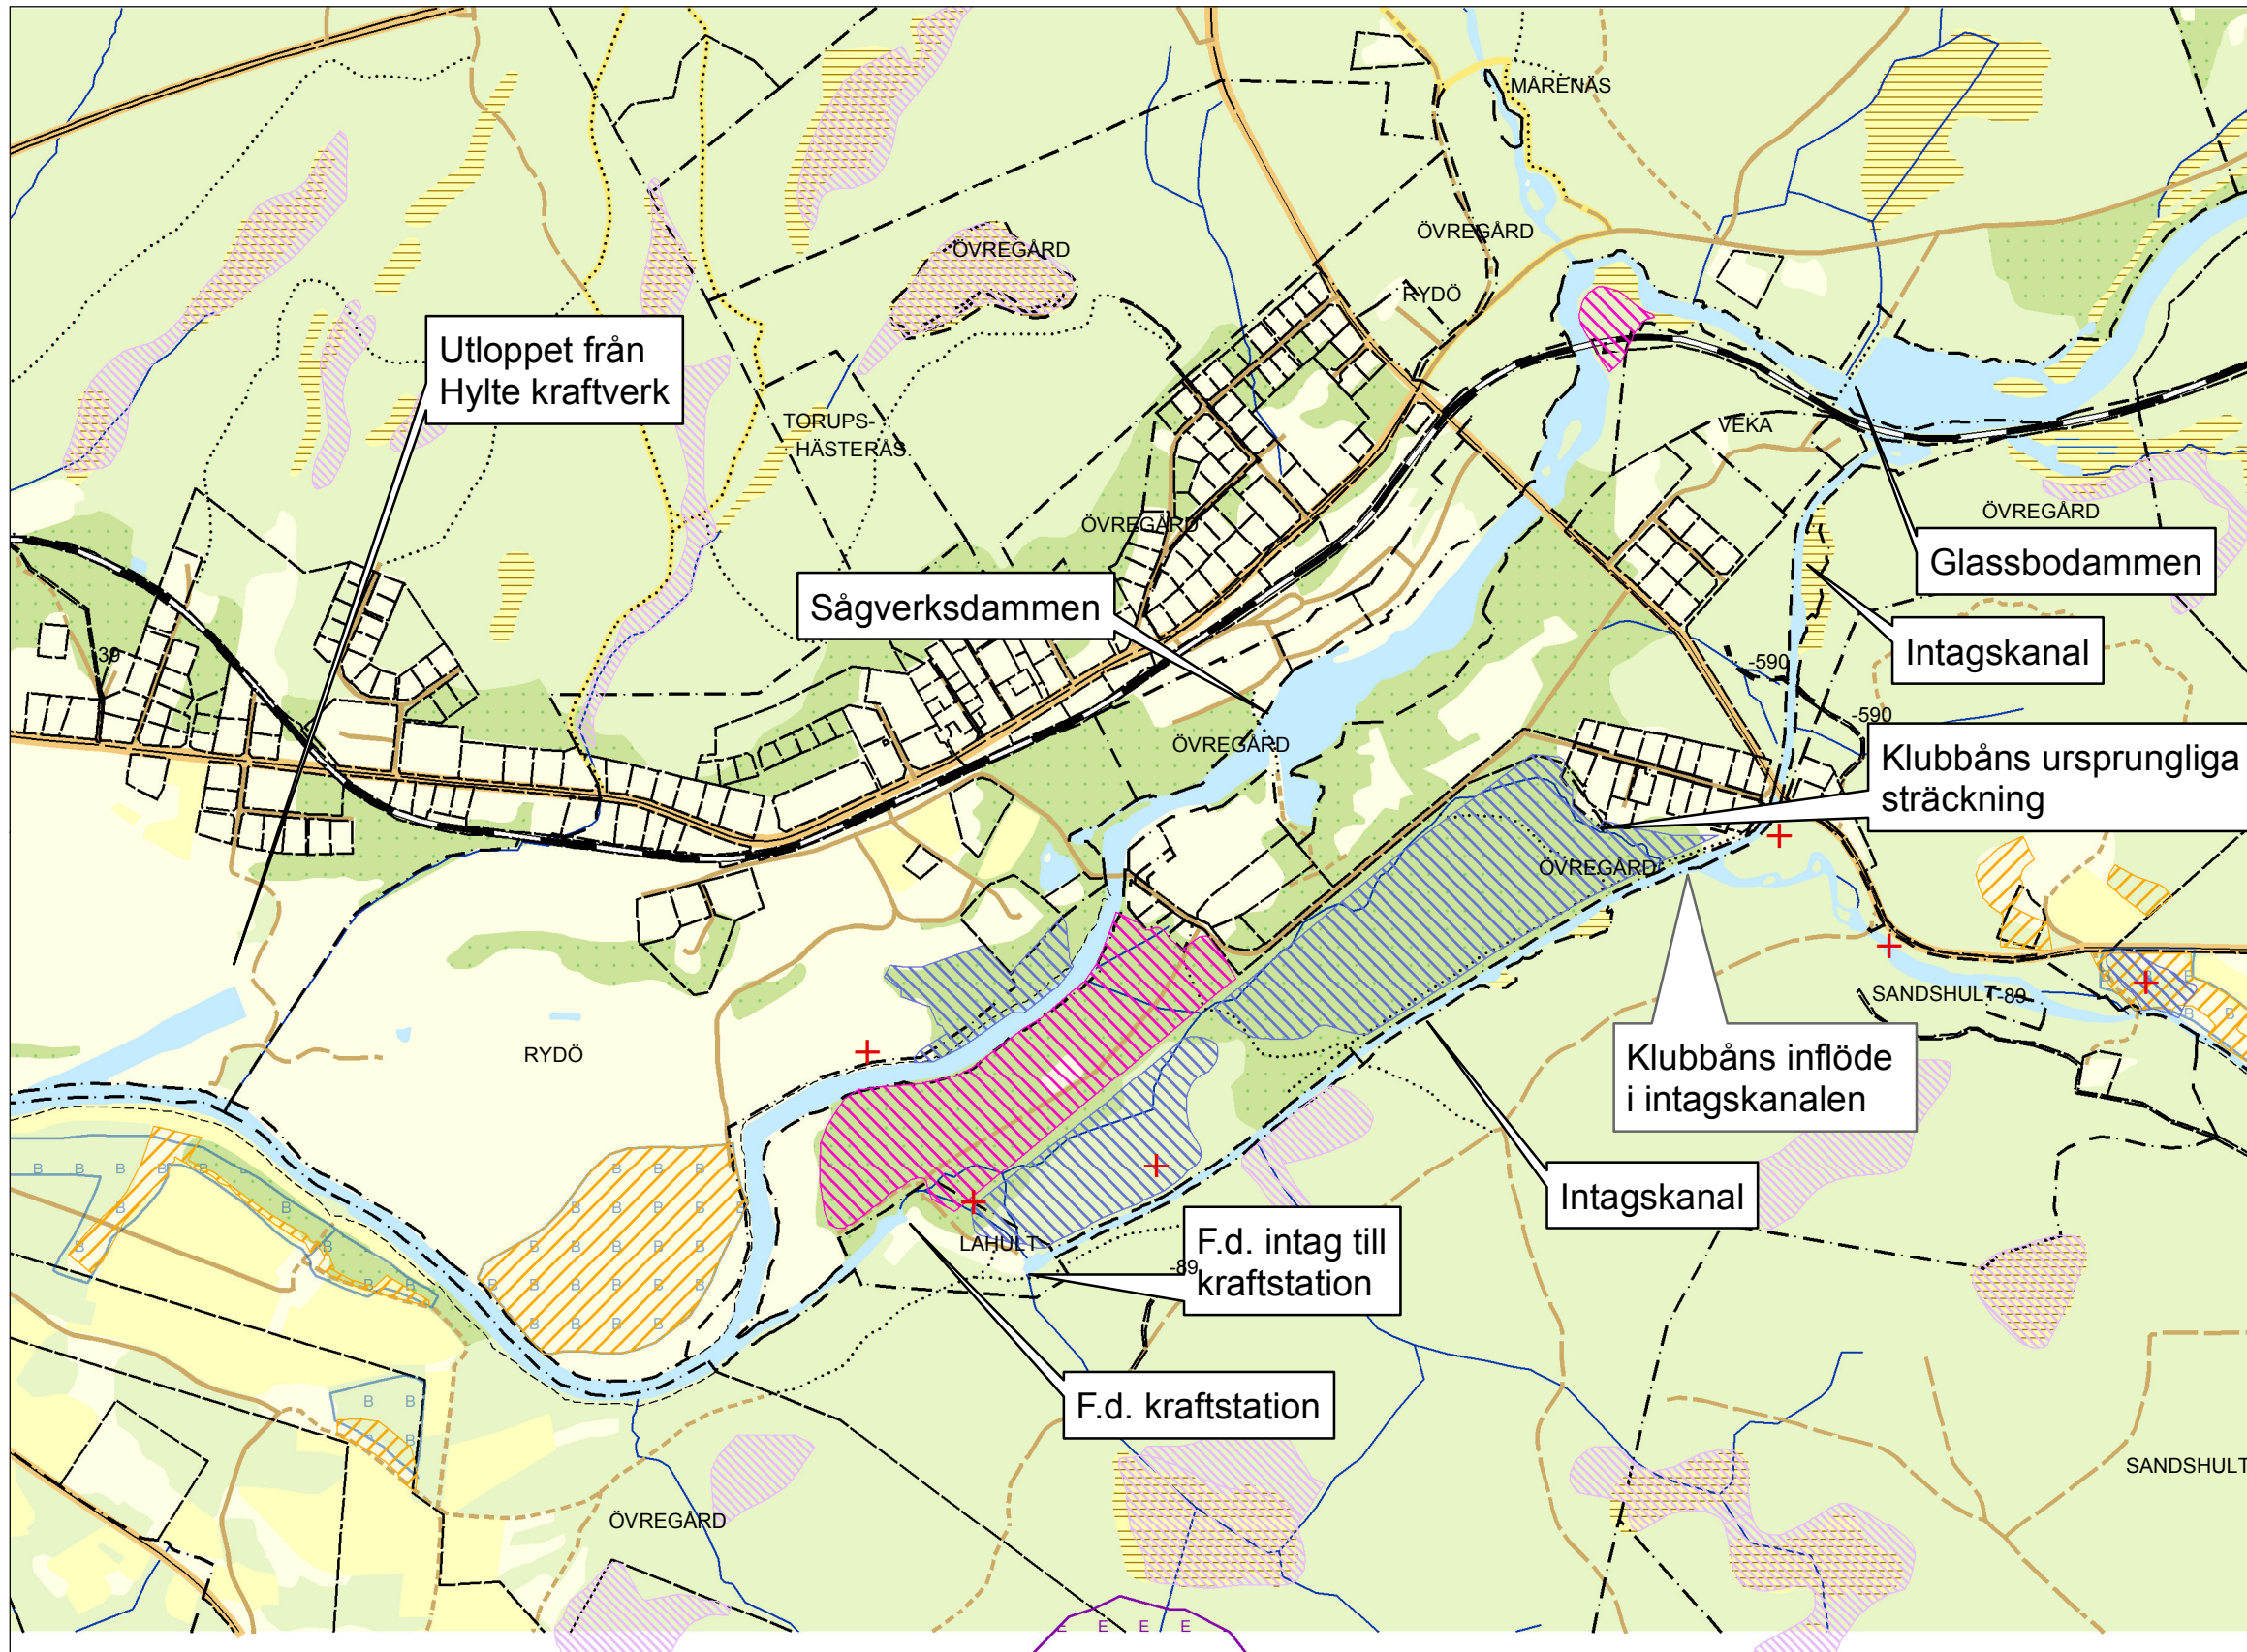 MÅRENÄS
ÖVREGÅRD
ÖVREGÅRD
RYDÖ
Utloppet från
Hylte kraftverk
TORUPS-
HÄSTERÅS
VEKA
ÖVREGÅRD
ÖVREGÅRD
Glassbodammen
Sågverksdammen
Intagskanal
39
-590
-590
ÖVREGÅRD
Klubbåns ursprungliga
sträckning
ÖVREGÅRD
SANDSHULT
-89
RYDÖ
Klubbåns inflöde
i intagskanalen
B B B B B B
B B B
B B B
B B B B B
B B
B B B B
B B B B B
B B B B
B B B B B
B B
B B B B
B B
B
B
B
B
Intagskanal
LAHULT
F.d. intag till
kraftstation
-89
F.d. kraftstation
SANDSHULT
ÖVREGÅRD
E E E E